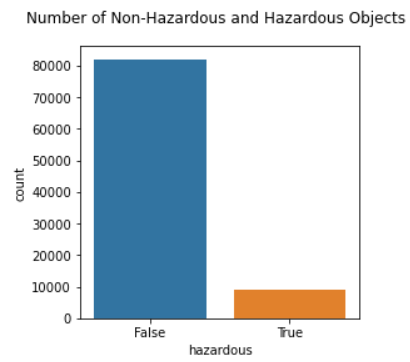 Number of Non-Hazardous and Hazardous Objects
80000
70000
60000
50000
40000
30000
20000
10000
0
count
False
True
hazardous